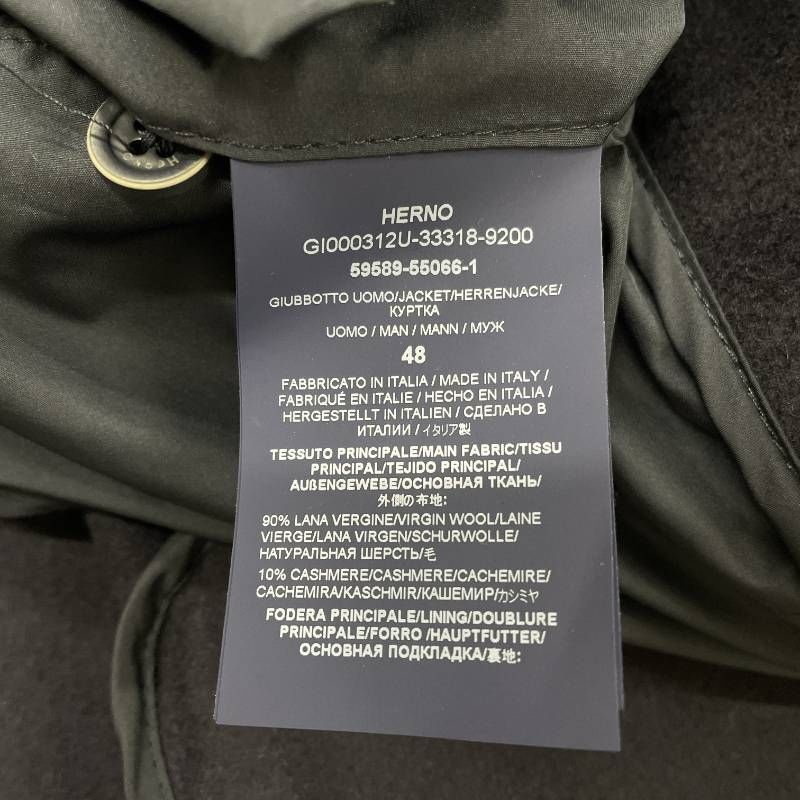 HERNO
HERNO
GI000312U-33318-9200
59589-55066-1
GIUBBOTTO UOMO/JACKET/HERRENJACKE/
КУРТКА
UOMO / MAN / MANN / МУЖ
48
FABBRICATO IN ITALIA / MADE IN ITALY /
FABRIQUÉ EN ITALIE / HECHO EN ITALIA /
HERGESTELLT IN ITALIEN / СДЕЛАНО В
ИТАЛИИ / イタリア製
TESSUTO PRINCIPALE/MAIN FABRIC/TISSU
PRINCIPAL/TEJIDO PRINCIPAL/
AUßENGEWEBE/ОСНОВНАЯ ТКАНЬ/
外側の布地:
90% LANA VERGINE/VIRGIN WOOL/LAINE
VIERGE/LANA VIRGEN/SCHURWOLLE/
НАТУРАЛЬНАЯ ШЕРСТЬ/毛
10% CASHMERE/CASHMERE/CACHEMIRE/
CACHEMIRA/KASCHMIR/КАШЕМИР/カシミヤ
FODERA PRINCIPALE/LINING/DOUBLURE
PRINCIPALE/FORRO /HAUPTFUTTER/
ОСНОВНАЯ ПОДКЛАДКА/裏地: